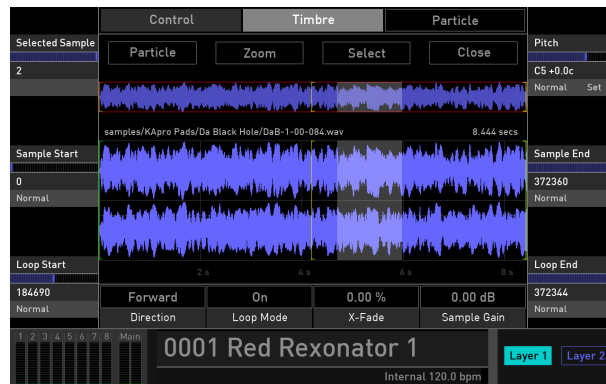 Control Timbre Particle
Selected Sample Particle Zoom Select Close Pitch
2 C5 +0.0c
Normal Set
samples/KApro Pads/Da Black Hole/DaB-1-00-084.wav 8.444 secs
Sample Start Sample End
0 372360
Normal Normal
Loop Start 2 s 4 s 6 s 8 s Loop End
184690 Forward On 0.00 % 0.00 dB 372344
Normal Direction Loop Mode X-Fade Sample Gain Normal
1 2 3 4 5 6 7 8 Main
0001 Red Rexonator 1
Layer 1 Layer 2
Internal 120.0 bpm